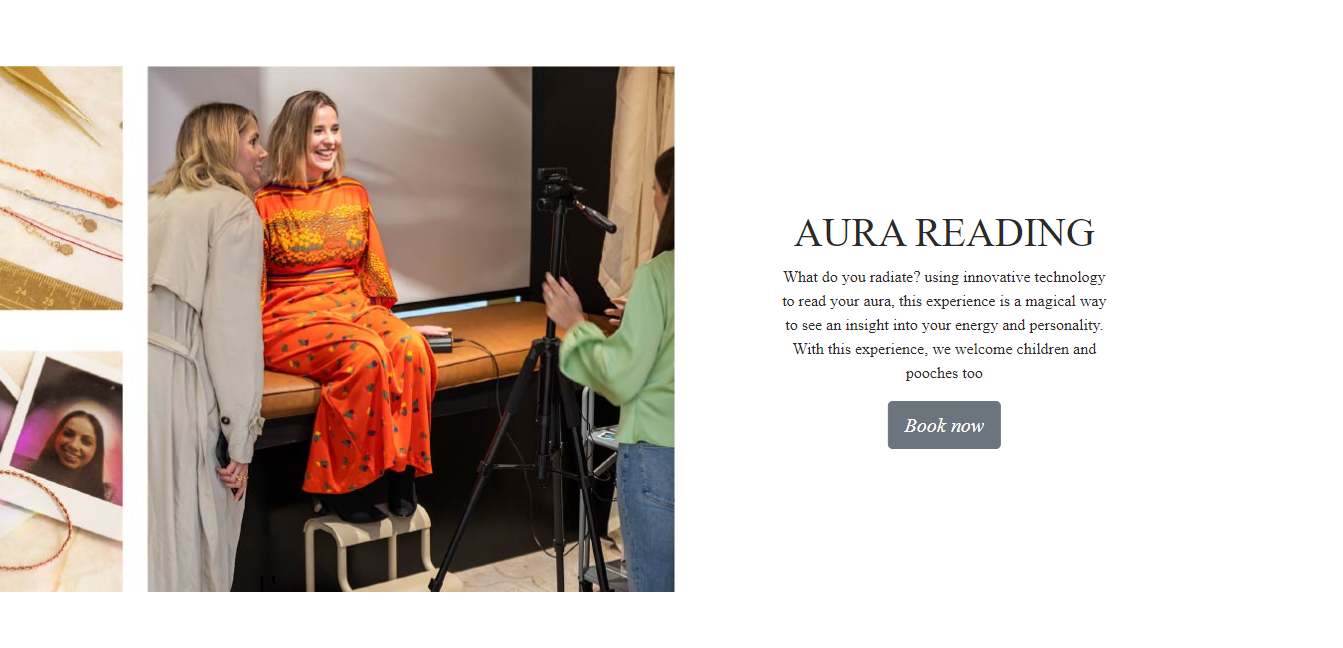 24 25
AURA READING
What do you radiate? using innovative technology
to read your aura, this experience is a magical way
to see an insight into your energy and personality.
With this experience, we welcome children and
pooches too
Book now